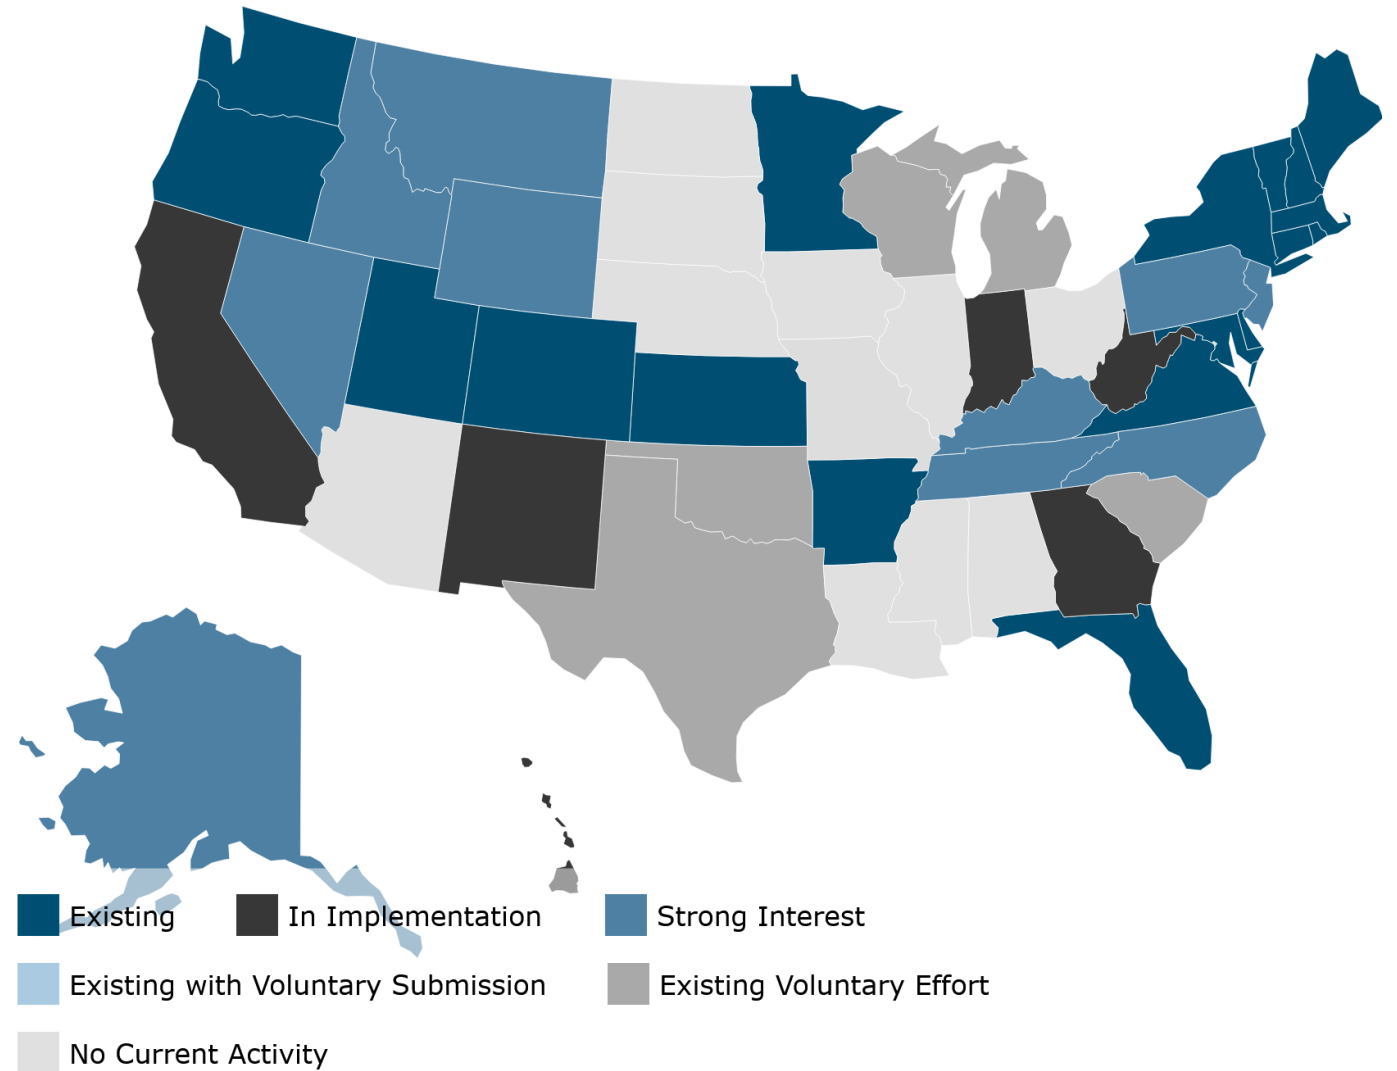 Existing In Implementation Strong Interest
Existing with Voluntary Submission Existing Voluntary Effort
No Current Activity